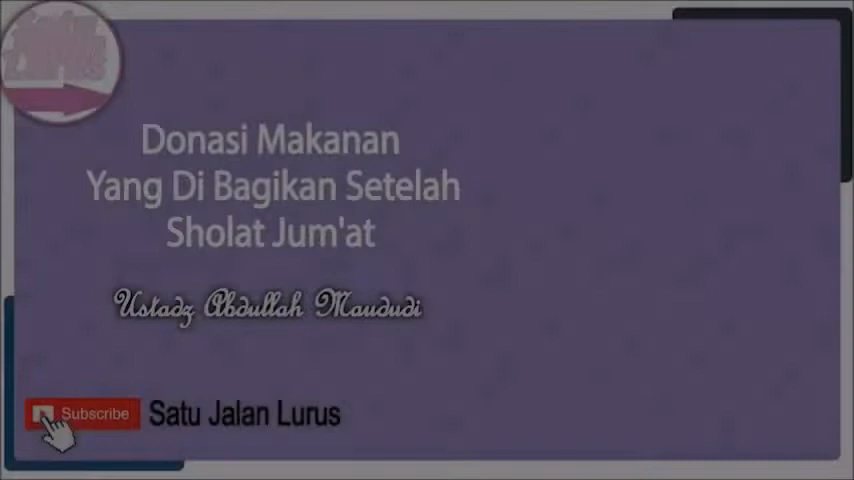 Donasi Makanan
Yang Di Bagikan Setelah
Sholat Jum'at
Ustadz Abdullah Maududi
Subscribe
Satu Jalan Lurus